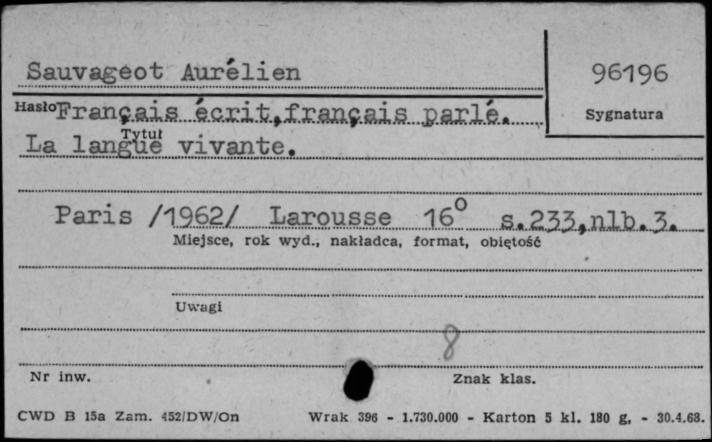 Sauvageot Aurélien
96196
Hasło Français écrit,français parlé.
Sygnatura
Tytuł
La langue vivante.
Paris /1962/ Larousse 16° s.233,nlb.3.
Miejsce, rok wyd., nakładca, format, objętość
Uwagi
8
Nr inw.
Znak klas.
CWD B 15a Zam. 452/DW/On Wrak 396 - 1.730.000 - Karton 5 kl. 180 g. - 30.4.68.